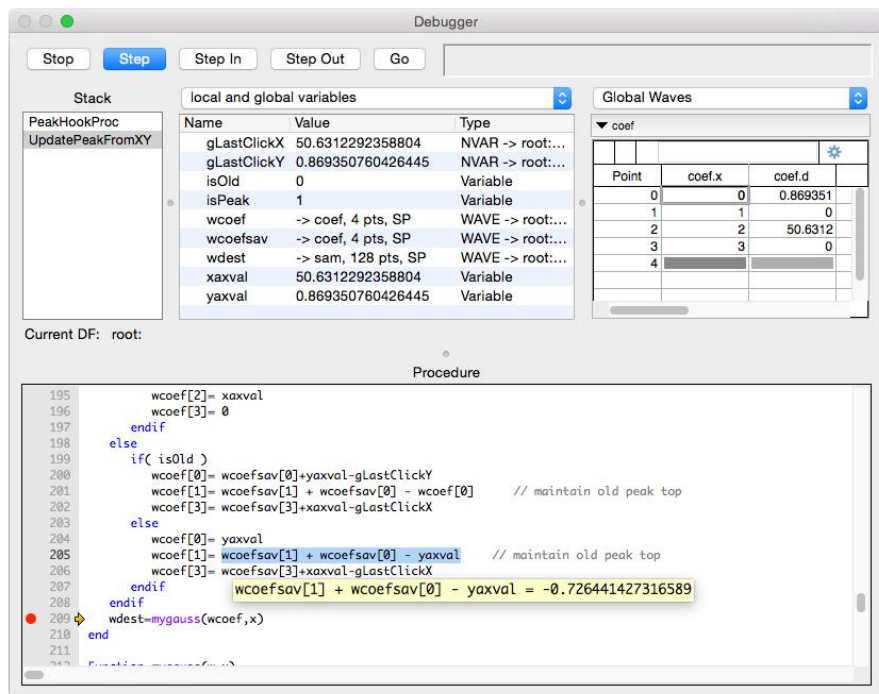 Debugger
Stop Step Step In Step Out Go
Stack
PeakHookProc
UpdatePeakFromXY
local and global variables
Name Value Type
gLastClickX 50.6312292358804 NVAR -> root:...
gLastClickY 0.869350760426445 NVAR -> root:...
isOld 0 Variable
isPeak 1 Variable
wcoef -> coef, 4 pts, SP WAVE -> root:...
wcoefsav -> coef, 4 pts, SP WAVE -> root:...
wdest -> sam, 128 pts, SP WAVE -> root:...
xaxval 50.6312292358804 Variable
yaxval 0.869350760426445 Variable
Global Waves
coef
Point coef.x coef.d
0 0 0.869351
1 1 0
2 2 50.6312
3 3 0
4
Current DF: root:
Procedure
195 wcoef[2]= xaxval
196 wcoef[3]= 0
197 endif
198 else
199 if( isOld )
200 wcoef[0]= wcoefsav[0]+yaxval-gLastClickY
201 wcoef[1]= wcoefsav[1] + wcoefsav[0] - wcoef[0] // maintain old peak top
202 wcoef[3]= wcoefsav[3]+xaxval-gLastClickX
203 else
204 wcoef[0]= yaxval
205 wcoef[1]= wcoefsav[1] + wcoefsav[0] - yaxval // maintain old peak top
206 wcoef[3]= wcoefsav[3]+xaxval-gLastClickX
207 endif
wcoefsav[1] + wcoefsav[0] - yaxval = -0.726441427316589
208 endif
209 wdest=mygauss(wcoef,x)
210 end
211